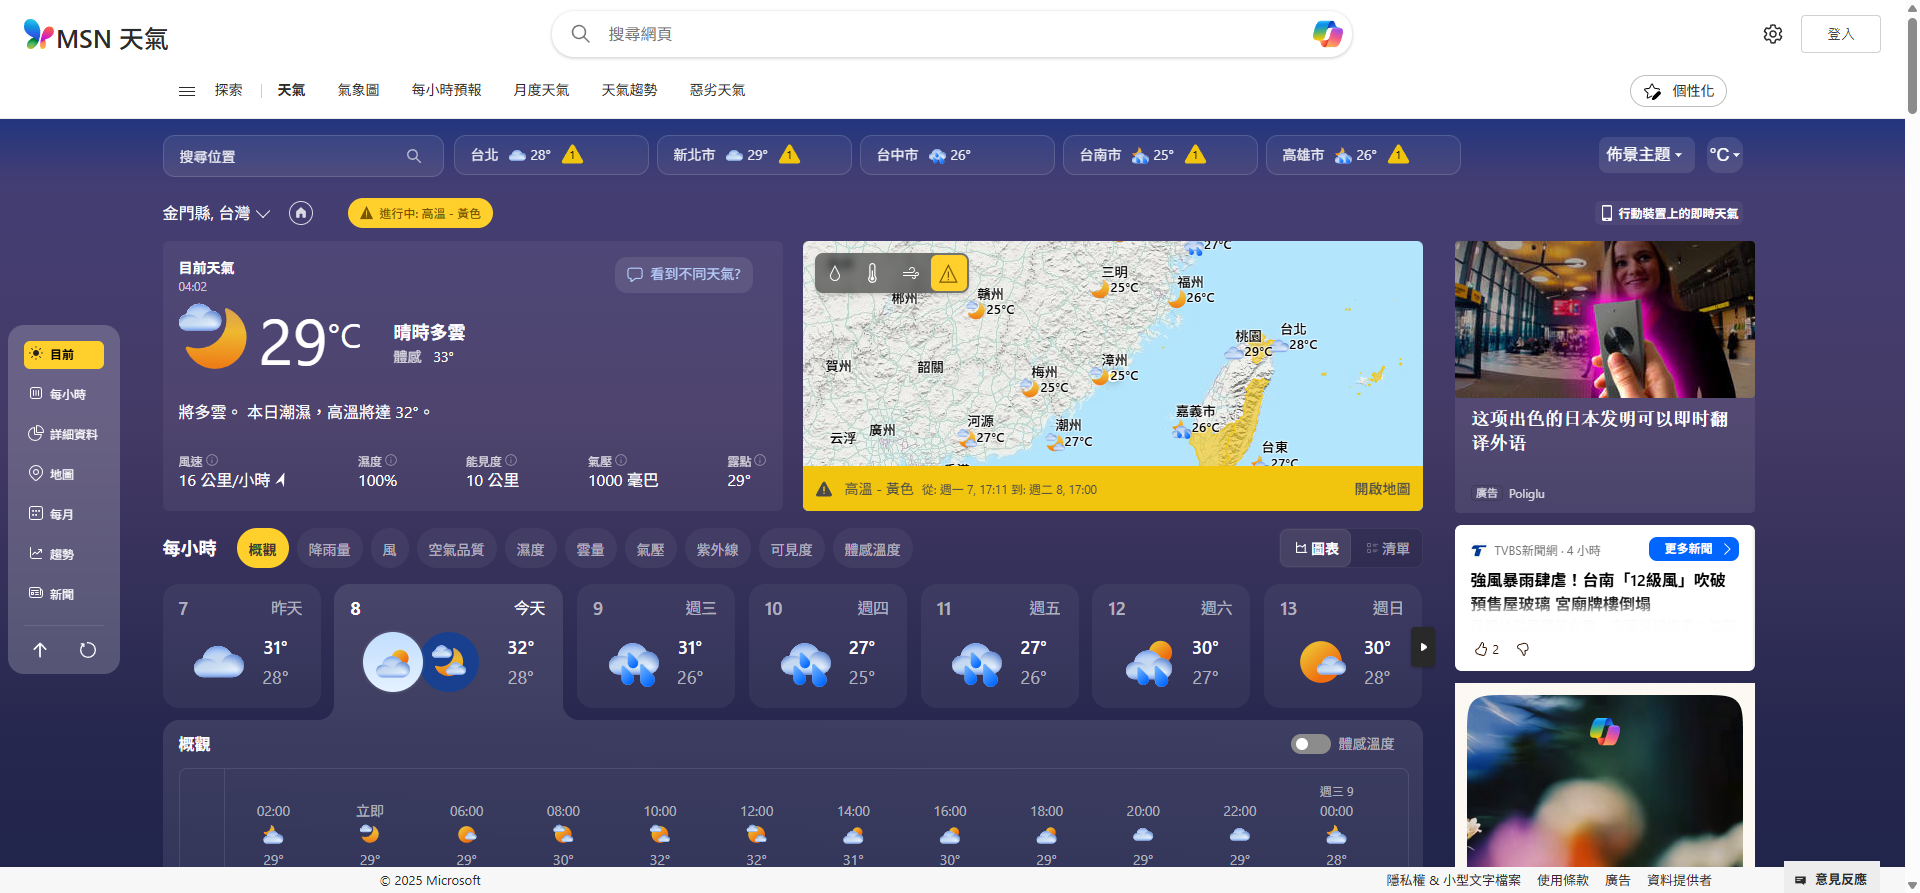 MSN 天氣
搜尋網頁
登入
探索
天氣
氣象圖
每小時預報
月度天氣
天氣趨勢
惡劣天氣
個性化
搜尋位置
台北 28° 1
新北市 29° 1
台中市 26°
台南市 25° 1
高雄市 26° 1
佈景主題
°C
金門縣, 台灣
進行中: 高溫 - 黃色
行動裝置上的即時天氣
目前
每小時
詳細資料
地圖
每月
趨勢
新聞
目前天氣
04:02
看到不同天氣?
29°C
晴時多雲
體感 33°
將多雲。 本日潮濕，高溫將達 32°。
風速
16 公里/小時
濕度
100%
能見度
10 公里
氣壓
1000 毫巴
露點
29°
27°C
三明
25°C
福州
26°C
郴州
贛州
25°C
台北
28°C
桃園
29°C
賀州
韶關
漳州
25°C
梅州
25°C
嘉義市
26°C
河源
27°C
潮州
27°C
廣州
云浮
台東
27°C
高溫 - 黃色 從: 週一 7, 17:11 到: 週二 8, 17:00
開啟地圖
这项出色的日本发明可以即时翻
译外语
廣告 Poliglu
每小時
概觀
降雨量
風
空氣品質
濕度
雲量
氣壓
紫外線
可見度
體感溫度
圖表
清單
7 昨天
31°
28°
8 今天
32°
28°
9 週三
31°
26°
10 週四
27°
25°
11 週五
27°
26°
12 週六
30°
27°
13 週日
30°
28°
TVBS新聞網 · 4 小時
更多新聞
強風暴雨肆虐！台南「12級風」吹破
預售屋玻璃 宮廟牌樓倒塌
2
概觀
體感溫度
週三 9
02:00 立即 06:00 08:00 10:00 12:00 14:00 16:00 18:00 20:00 22:00 00:00
29° 29° 29° 30° 32° 32° 31° 30° 29° 29° 29° 28°
© 2025 Microsoft
隱私權 & 小型文字檔案
使用條款
廣告
資料提供者
意見反應